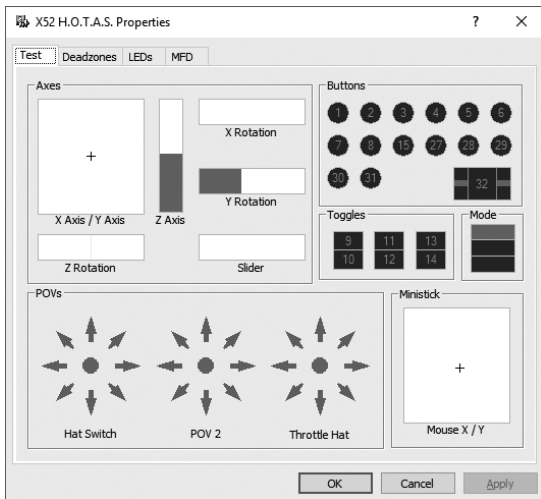 X52 H.O.T.A.S. Properties
Test Deadzones LEDs MFD
Axes
X Axis / Y Axis
Z Axis
X Rotation
Y Rotation
Z Rotation
Slider
Buttons
1 2 3 4 5 6
7 8 15 27 28 29
30 31 32
Toggles
9 11 13
10 12 14
Mode
POVs
Hat Switch
POV 2
Throttle Hat
Ministick
Mouse X / Y
OK Cancel Apply